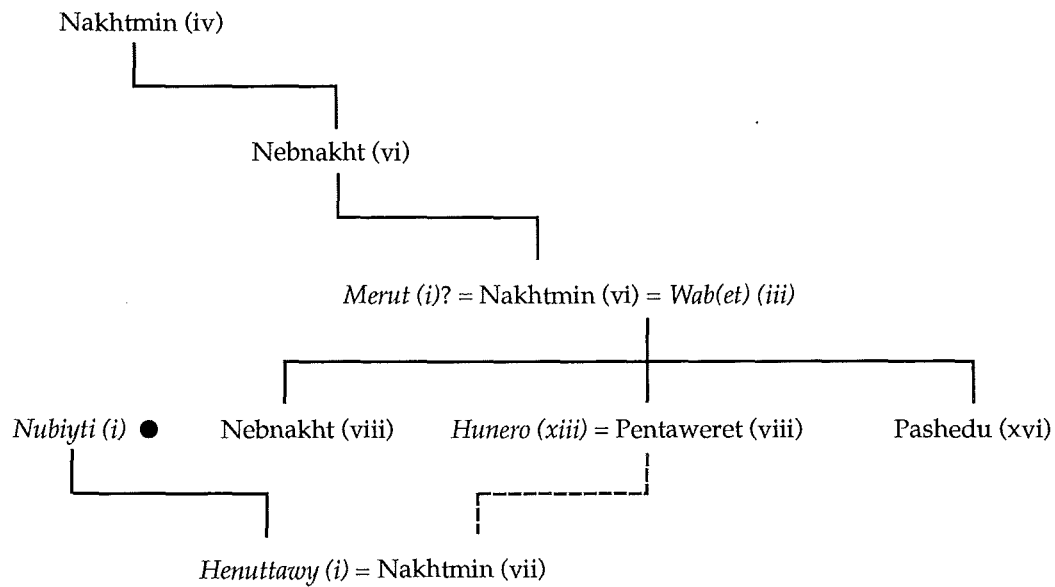 Nakhtmin (iv)
Nebnakht (vi)
Merut (i)? = Nakhtmin (vi) = Wab(et) (iii)
Nubiyti (i) ● Nebnakht (viii) Hunero (xiii) = Pentaweret (viii) Pashedu (xvi)
Henuttawy (i) = Nakhtmin (vii)